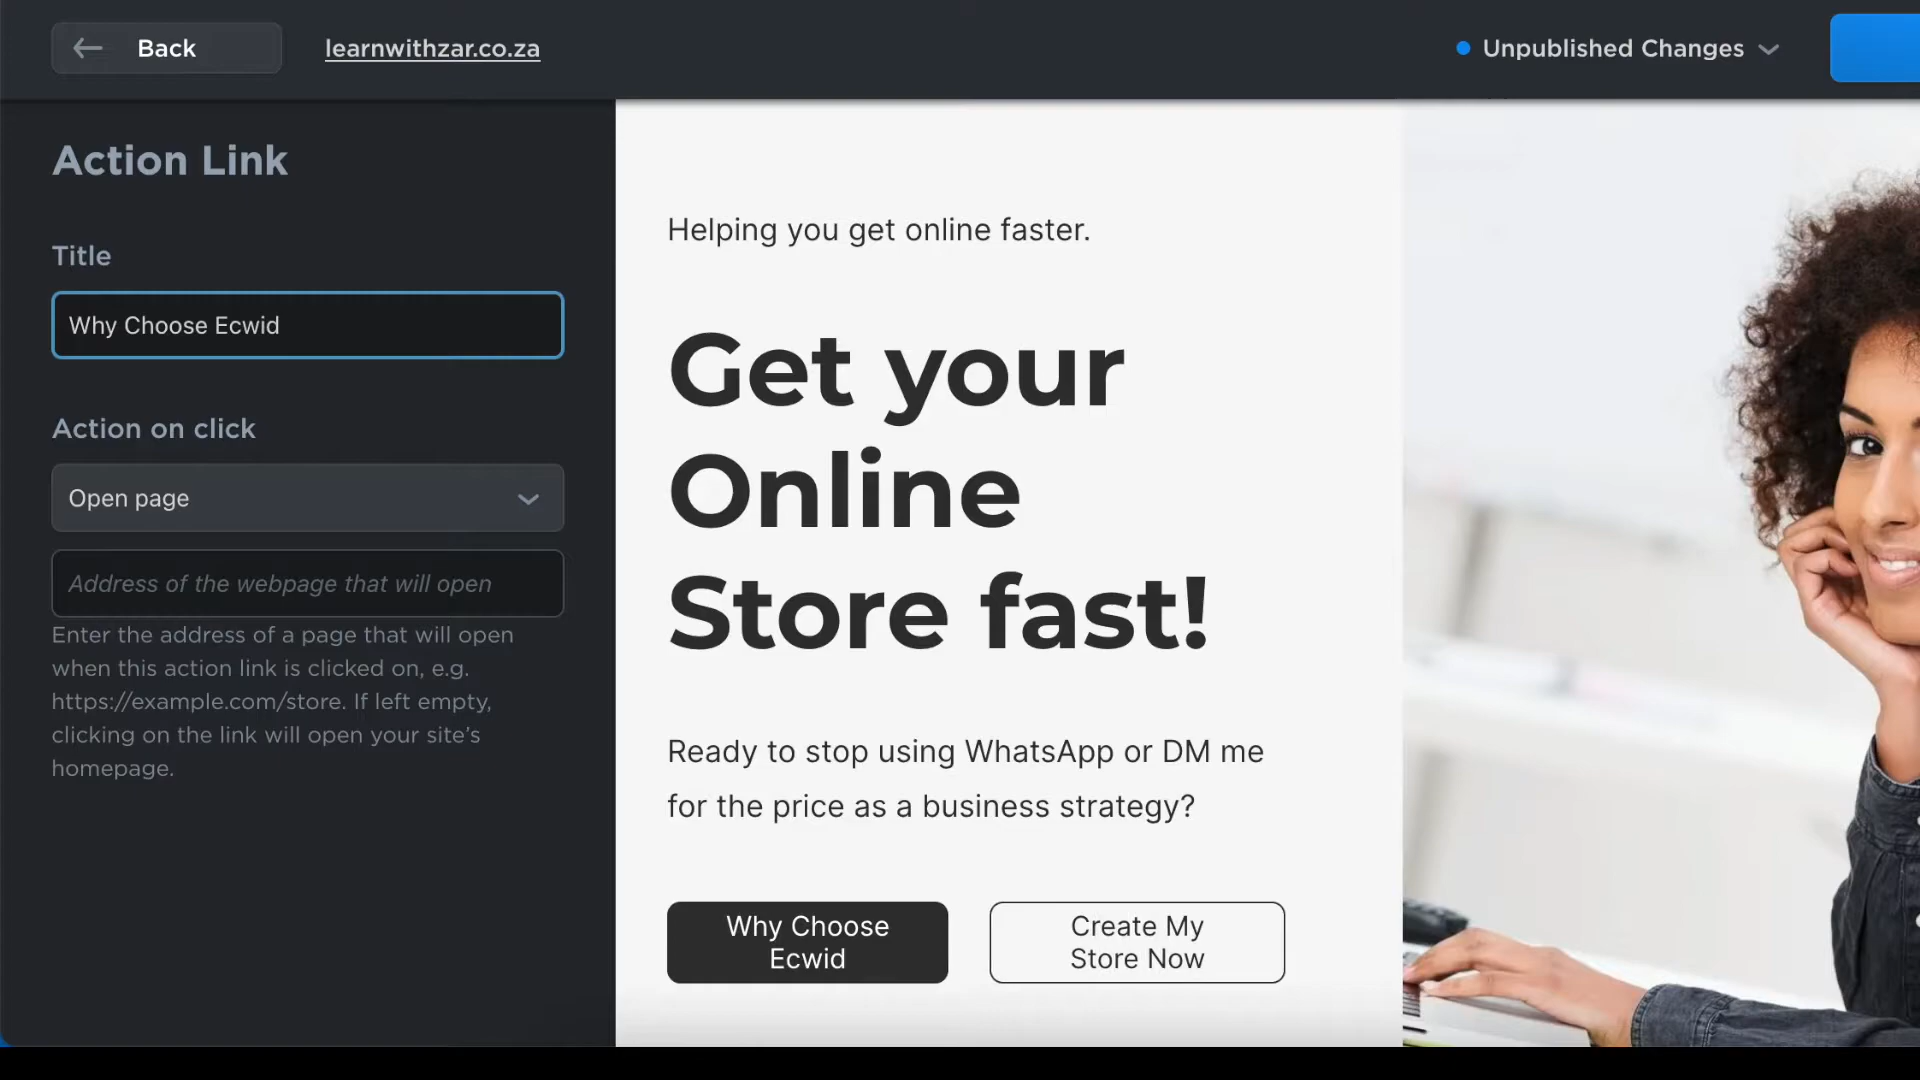 Back
learnwithzar.co.za
Unpublished Changes
Action Link
Title
Why Choose Ecwid
Action on click
Open page
Address of the webpage that will open
Enter the address of a page that will open
when this action link is clicked on, e.g.
https://example.com/store. If left empty,
clicking on the link will open your site's
homepage.
Helping you get online faster.
Get your
Online
Store fast!
Ready to stop using WhatsApp or DM me
for the price as a business strategy?
Why Choose
Ecwid
Create My
Store Now